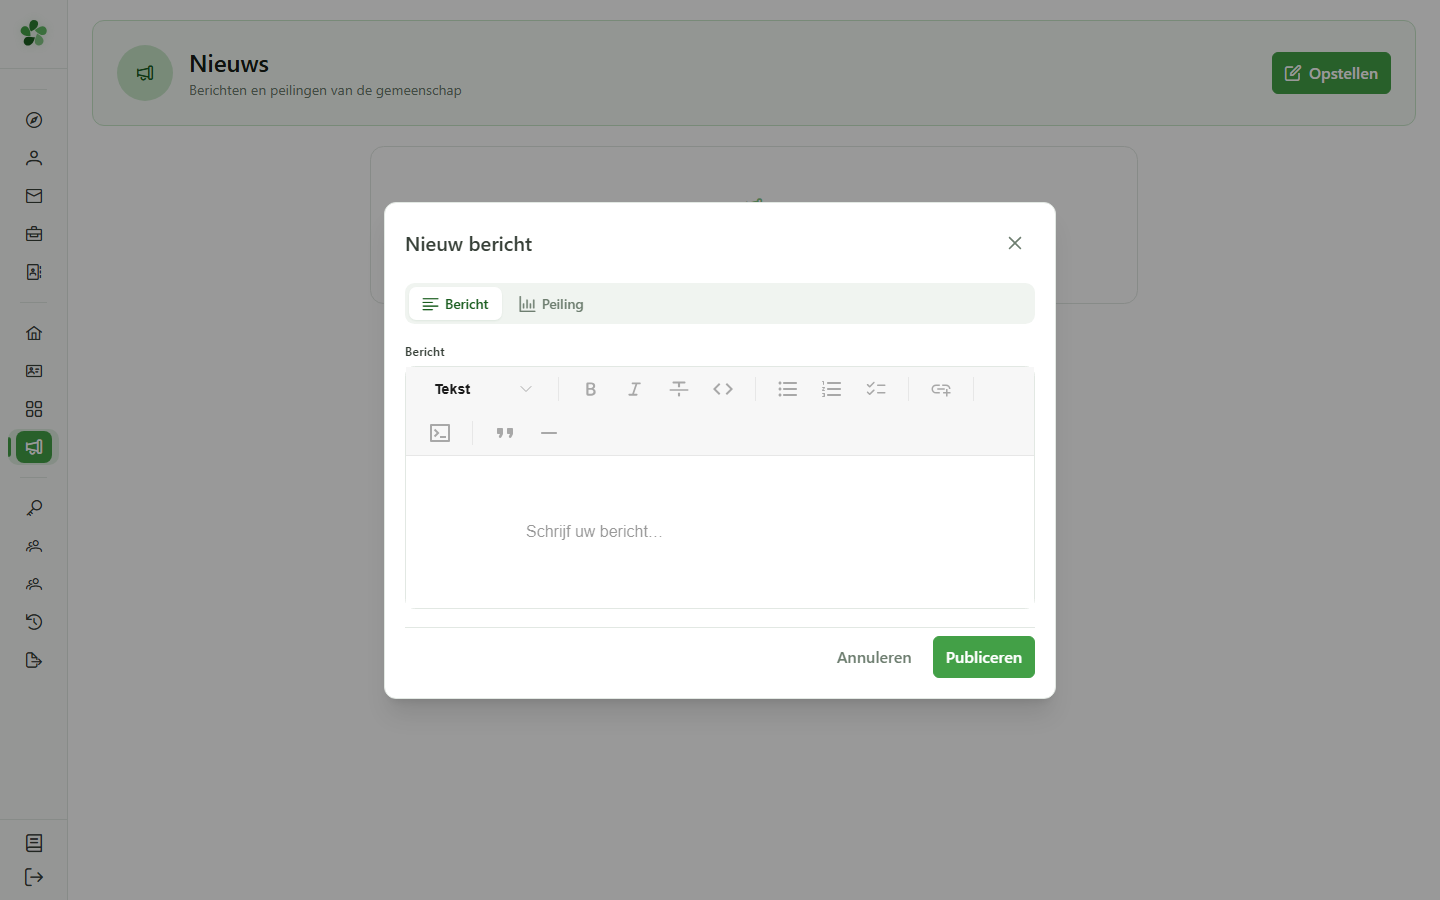 Nieuws
Berichten en peilingen van de gemeenschap
Opstellen
Nieuw bericht
Bericht
Peiling
Bericht
Tekst
Schrijf uw bericht...
Annuleren
Publiceren